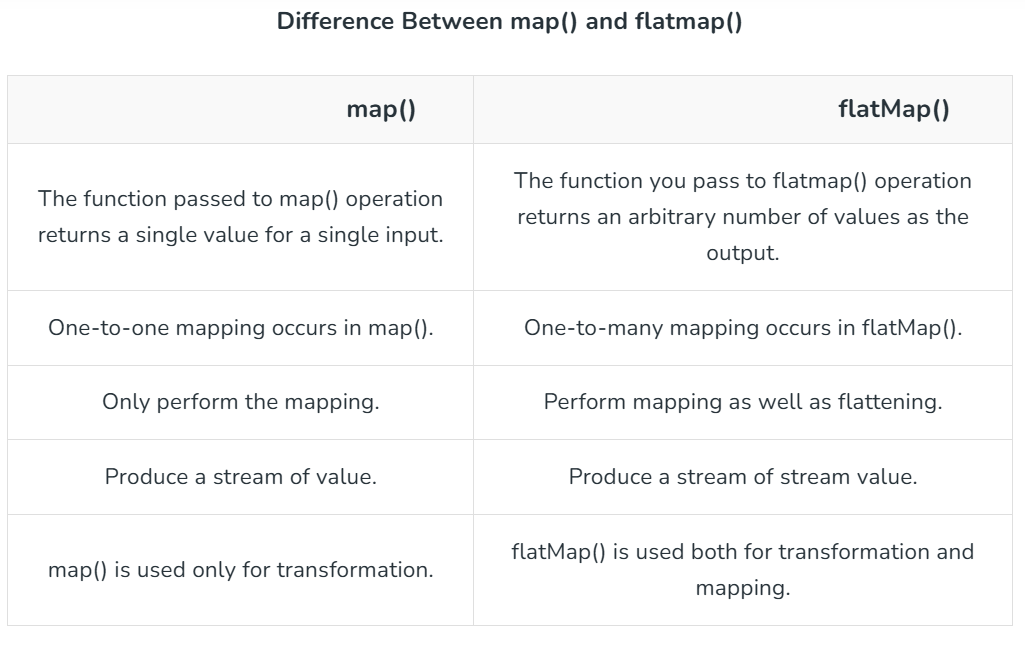 Difference Between map() and flatmap()
map()
flatMap()
The function passed to map() operation
returns a single value for a single input.
The function you pass to flatmap() operation
returns an arbitrary number of values as the
output.
One-to-one mapping occurs in map().
One-to-many mapping occurs in flatMap().
Only perform the mapping.
Perform mapping as well as flattening.
Produce a stream of value.
Produce a stream of stream value.
map() is used only for transformation.
flatMap() is used both for transformation and
mapping.